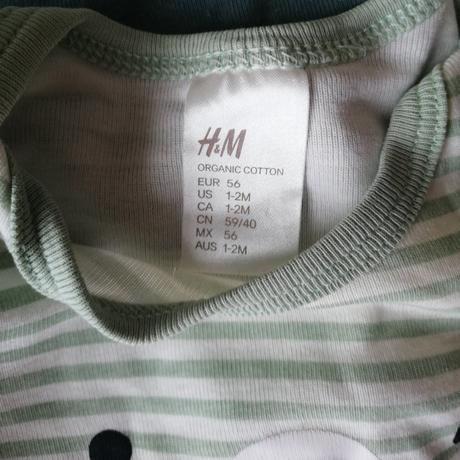 H&M
ORGANIC COTTON
EUR 56
US 1-2M
CA 1-2M
CN 59/40
MX 56
AUS 1-2M